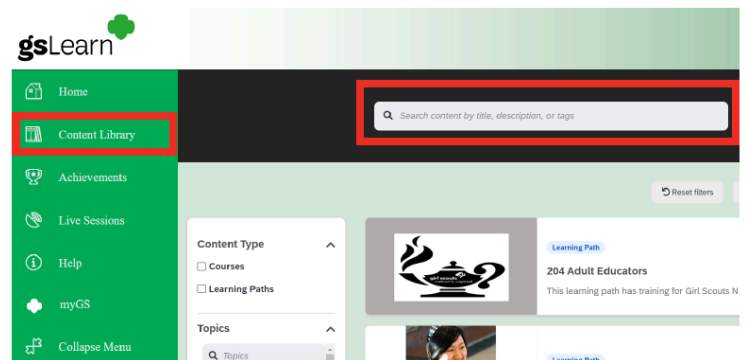 gsLearn
Home
Content Library
Achievements
Live Sessions
Help
myGS
Collapse Menu
Search content by title, description, or tags
Reset filters
Content Type
Courses
Learning Paths
Topics
Topics
Learning Path
204 Adult Educators
This learning path has training for Girl Scouts N
Learning Path